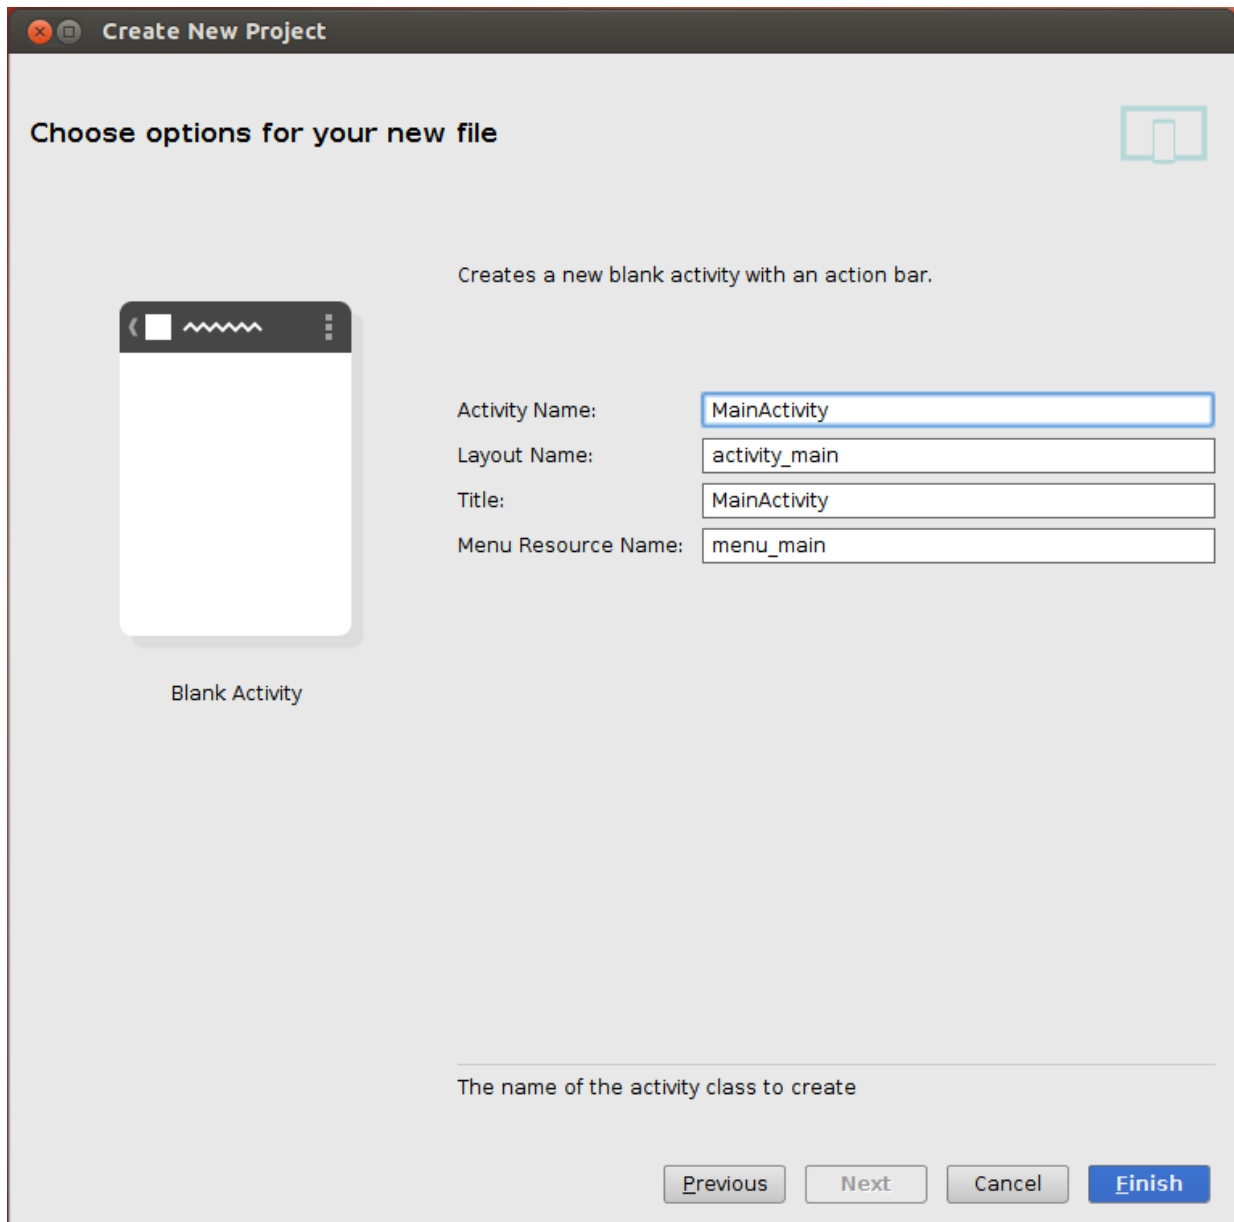 Create New Project
Choose options for your new file
Creates a new blank activity with an action bar.
Activity Name: MainActivity
Layout Name: activity_main
Title: MainActivity
Menu Resource Name: menu_main
Blank Activity
The name of the activity class to create
Previous Next Cancel Finish